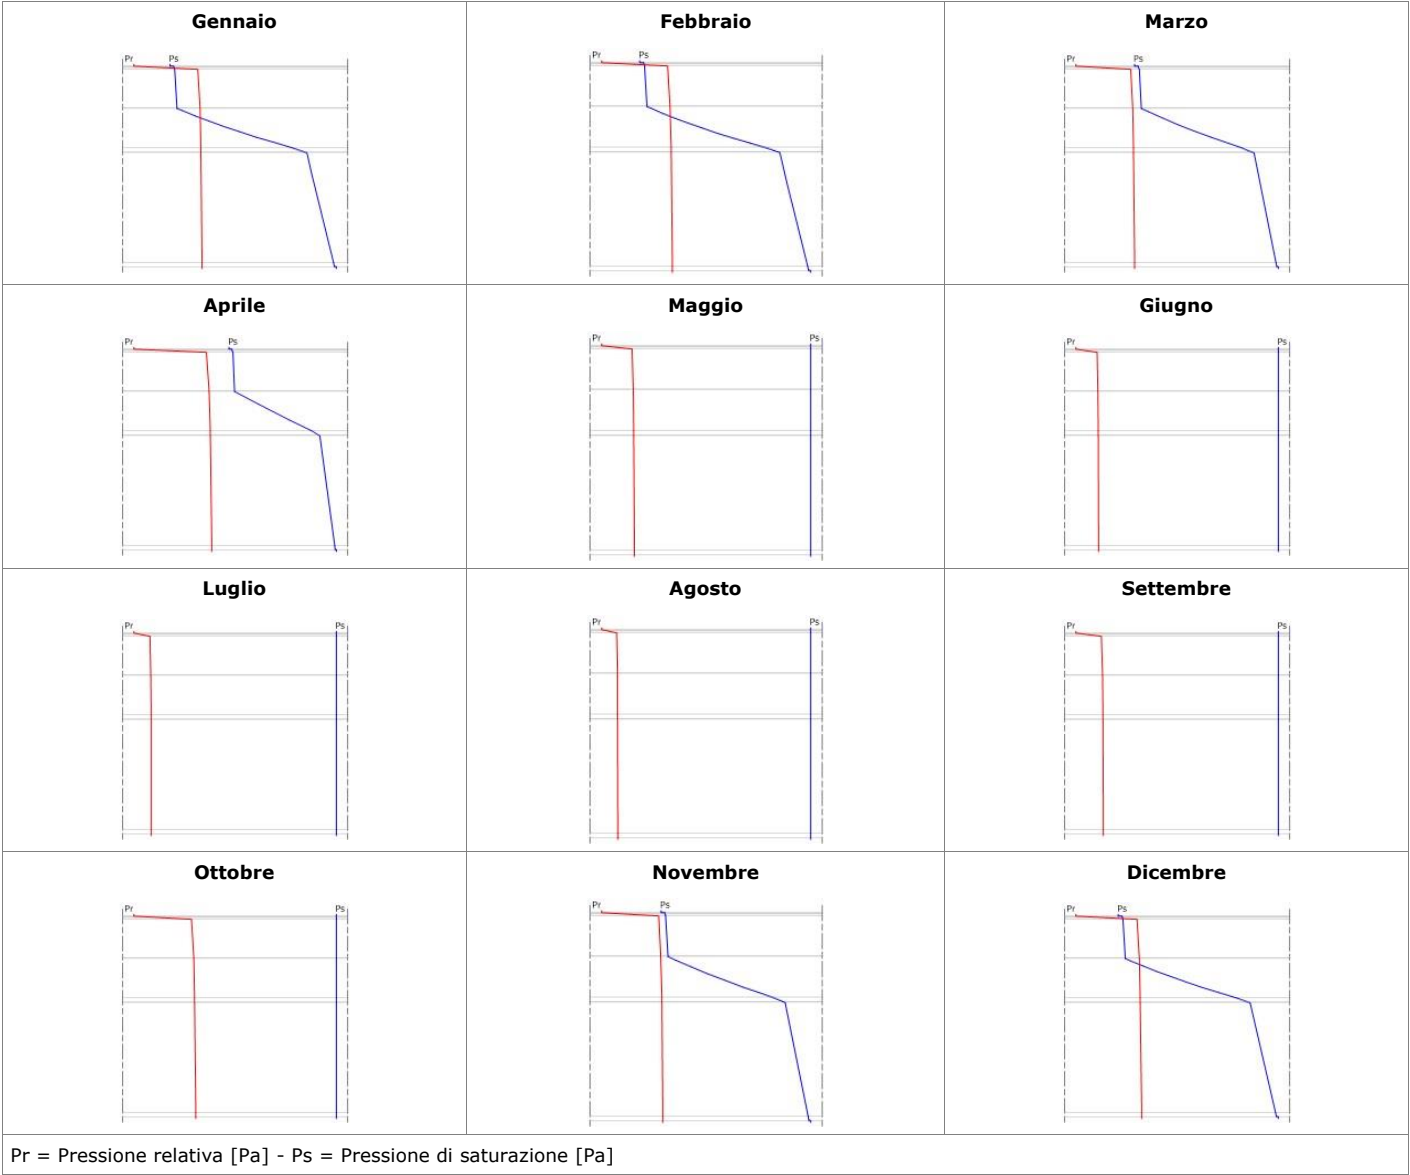 Gennaio Febbraio Marzo
Pr Ps Pr Ps Pr Ps
Aprile Maggio Giugno
Pr Ps Pr Ps Pr Ps
Luglio Agosto Settembre
Pr Ps Pr Ps Pr Ps
Ottobre Novembre Dicembre
Pr Ps Pr Ps Pr Ps
Pr = Pressione relativa [Pa] - Ps = Pressione di saturazione [Pa]